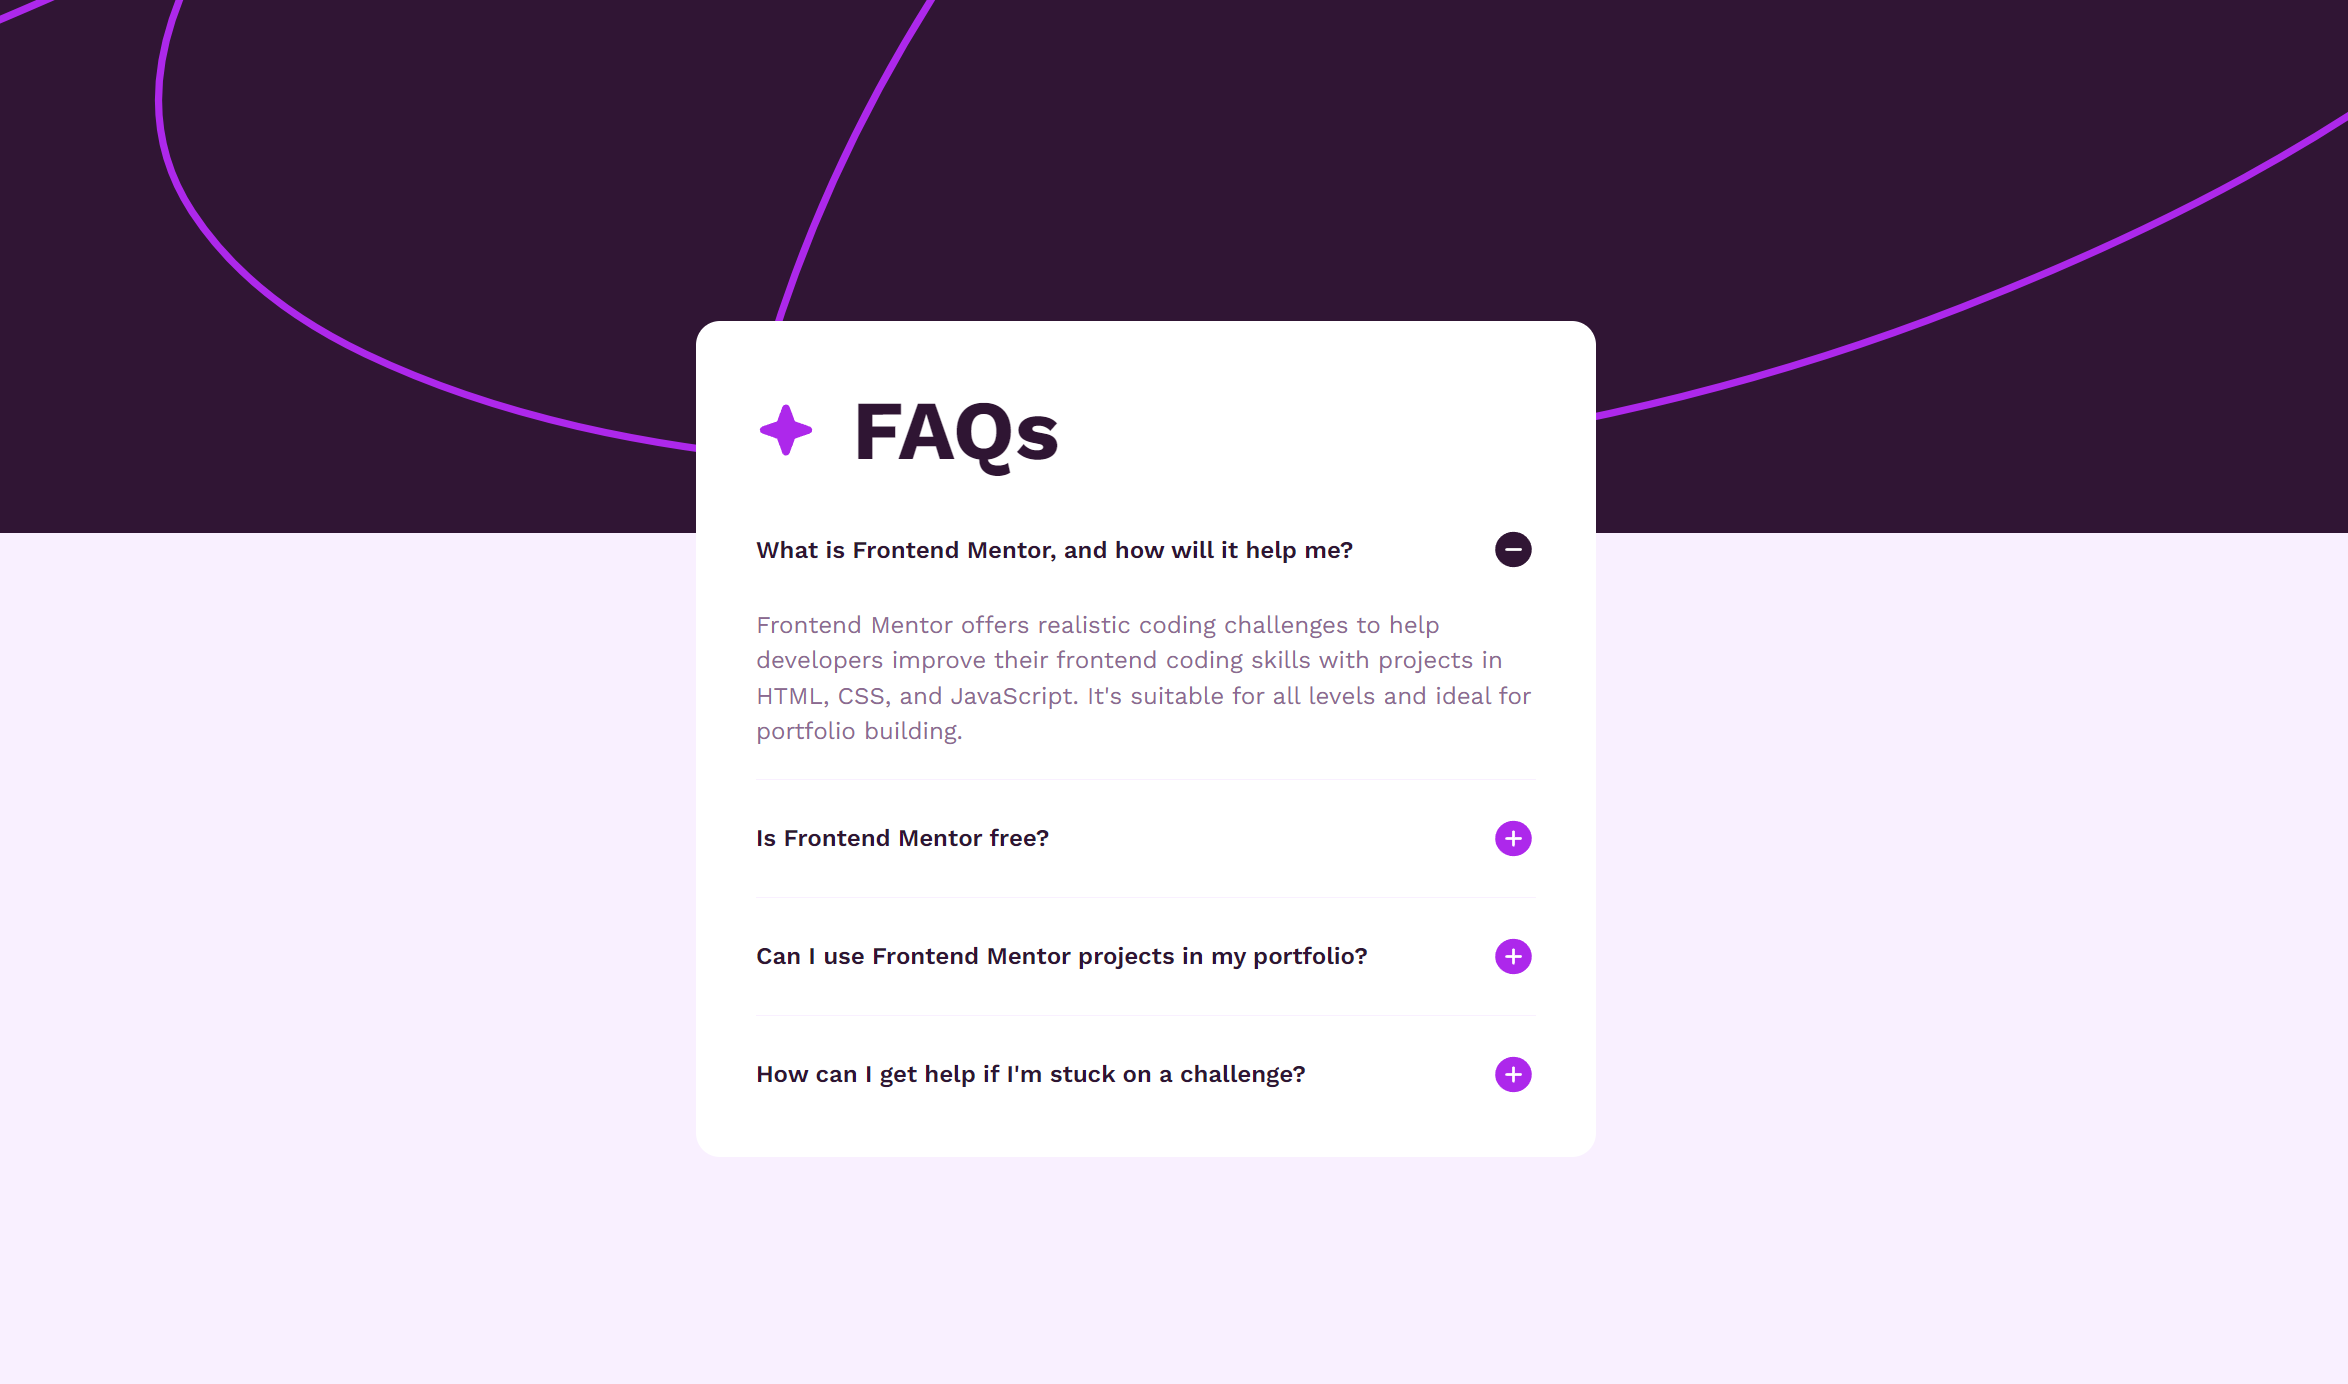 FAQs
What is Frontend Mentor, and how will it help me?
Frontend Mentor offers realistic coding challenges to help
developers improve their frontend coding skills with projects in
HTML, CSS, and JavaScript. It's suitable for all levels and ideal for
portfolio building.
Is Frontend Mentor free?
Can I use Frontend Mentor projects in my portfolio?
How can I get help if I'm stuck on a challenge?